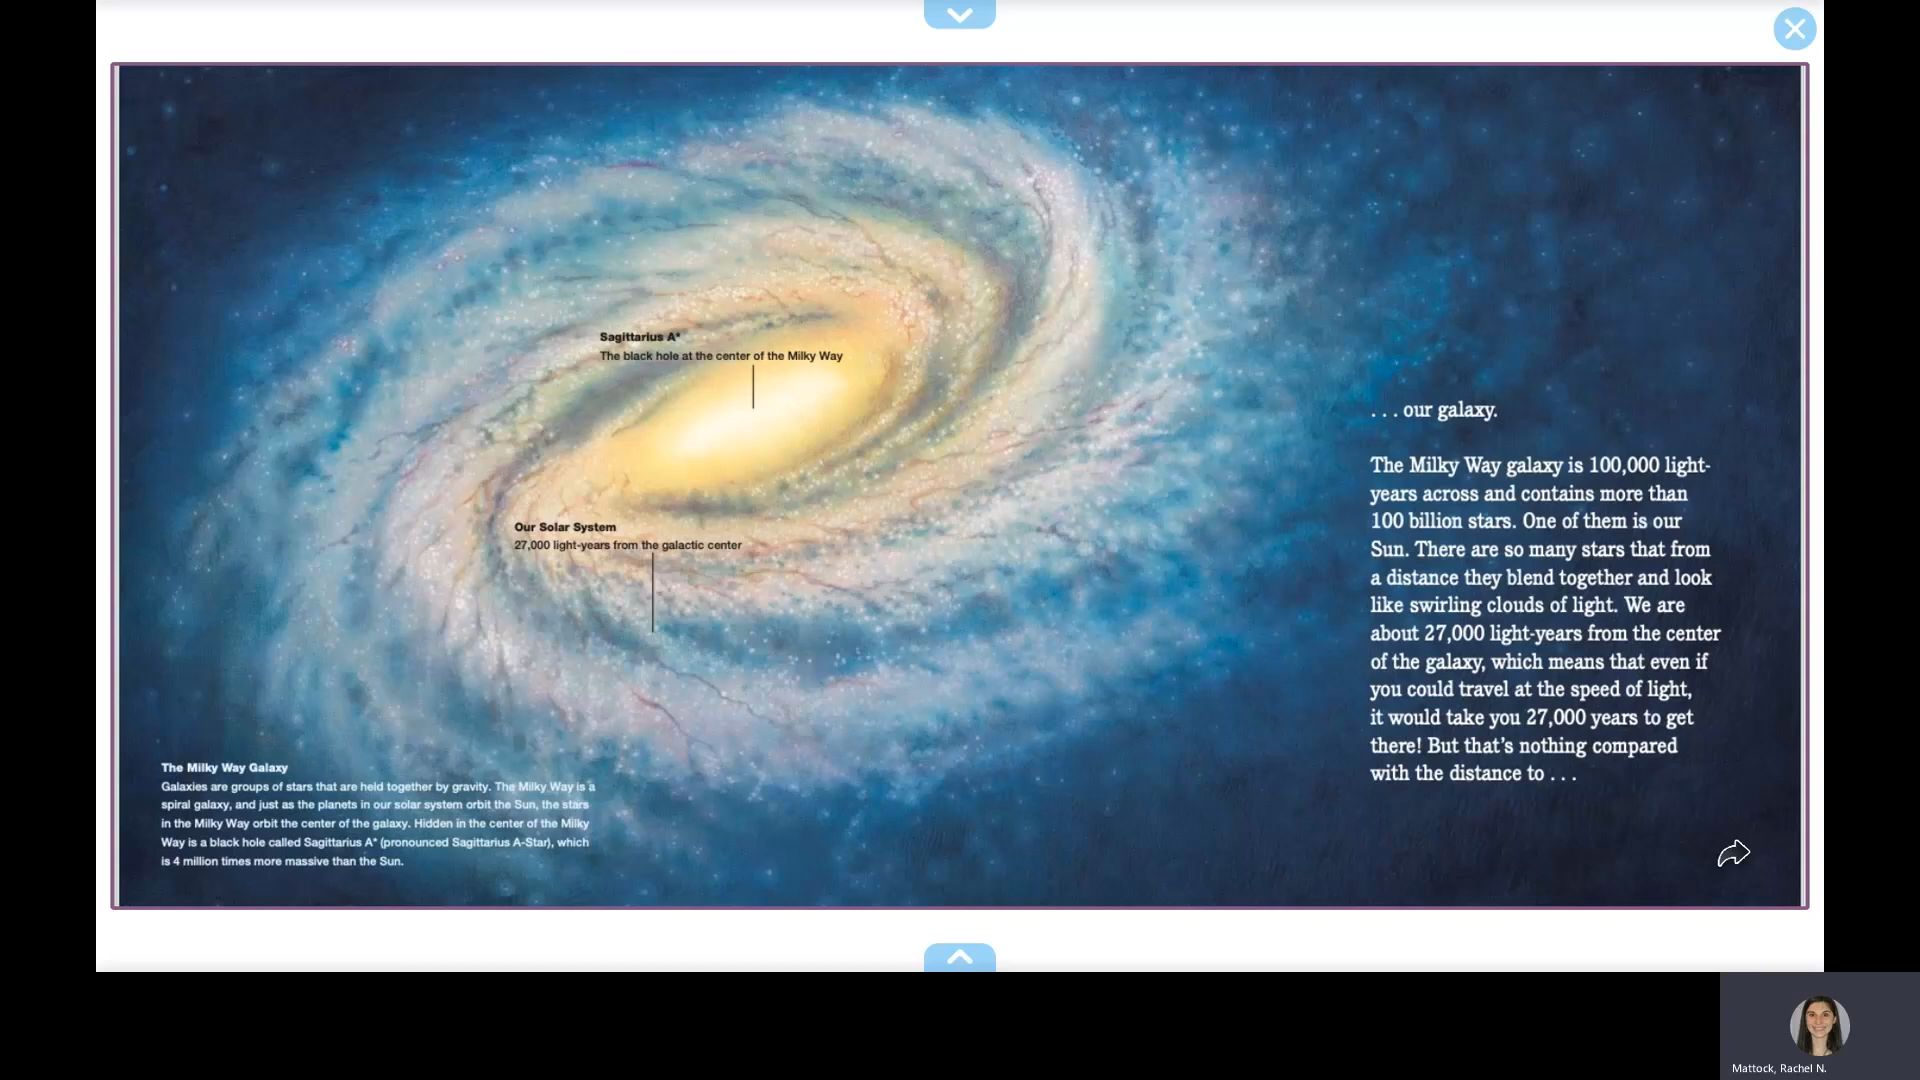 Sagittarius A*
The black hole at the center of the Milky Way
Our Solar System
27,000 light-years from the galactic center
. . . our galaxy.
The Milky Way galaxy is 100,000 light-
years across and contains more than
100 billion stars. One of them is our
Sun. There are so many stars that from
a distance they blend together and look
like swirling clouds of light. We are
about 27,000 light-years from the center
of the galaxy, which means that even if
you could travel at the speed of light,
it would take you 27,000 years to get
there! But that's nothing compared
with the distance to . . .
The Milky Way Galaxy
Galaxies are groups of stars that are held together by gravity. The Milky Way is a
spiral galaxy, and just as the planets in our solar system orbit the Sun, the stars
in the Milky Way orbit the center of the galaxy. Hidden in the center of the Milky
Way is a black hole called Sagittarius A* (pronounced Sagittarius A-Star), which
is 4 million times more massive than the Sun.
Mattock, Rachel N.